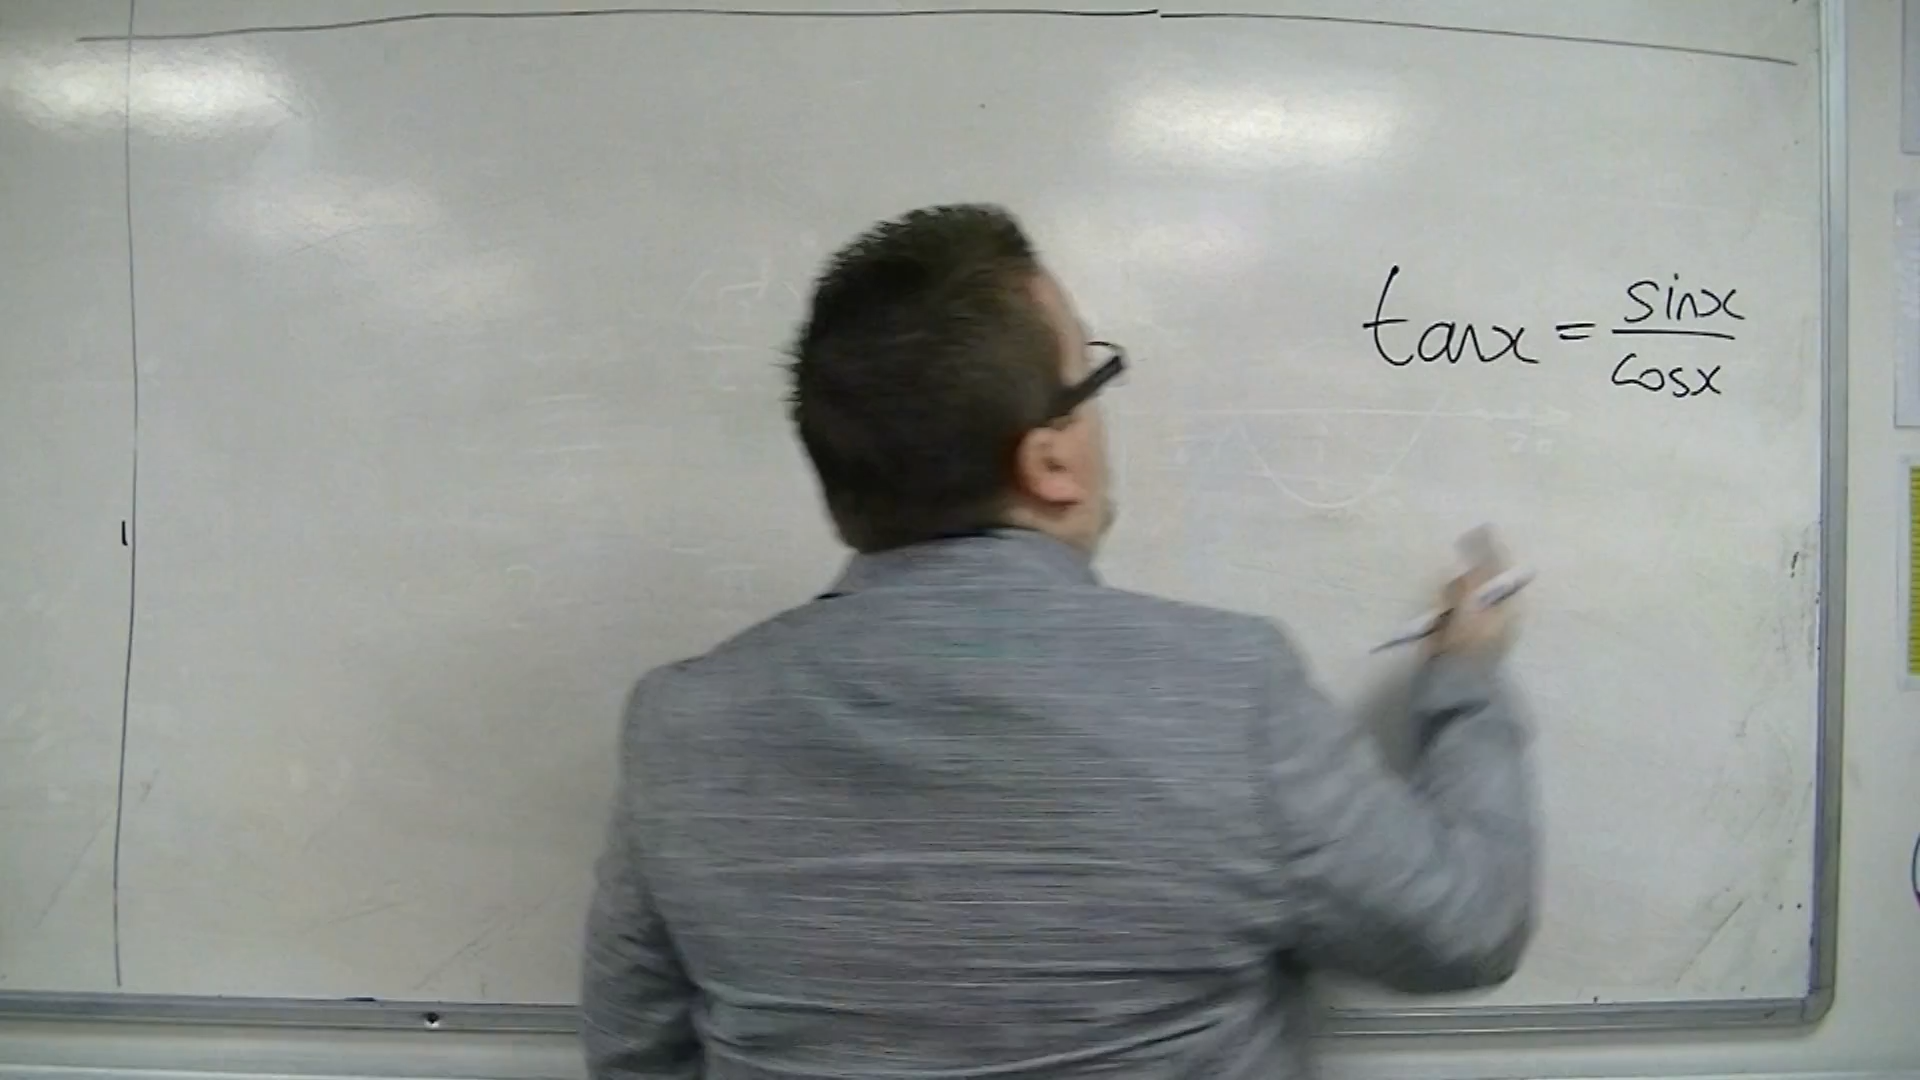 tanx = sinx/cosx